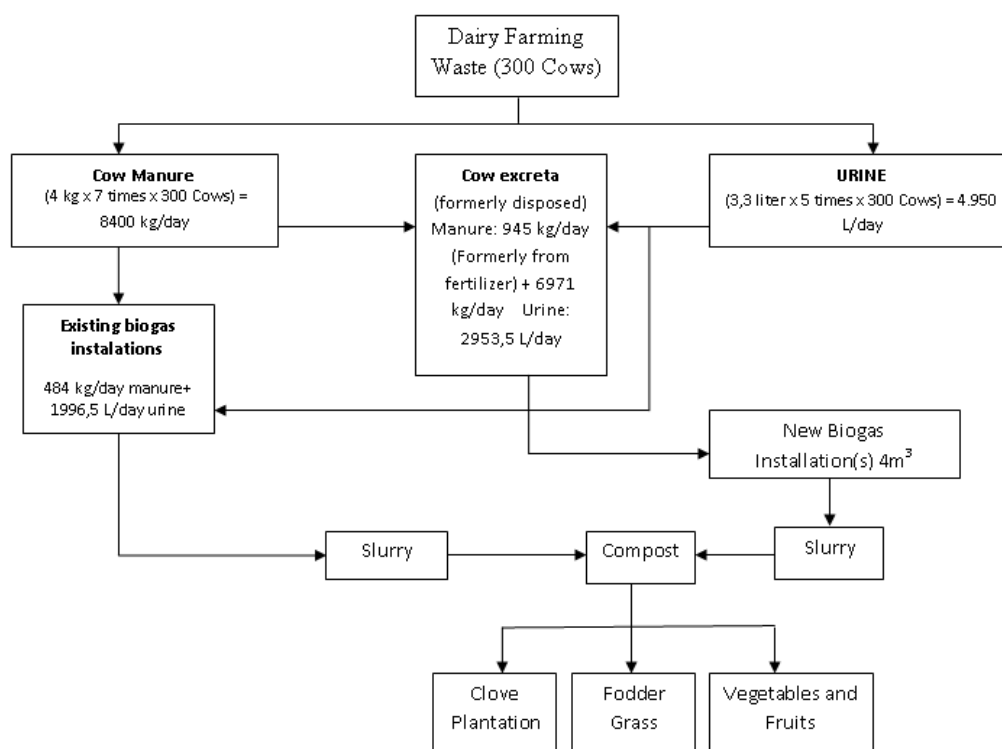 Dairy Farming
Waste (300 Cows)
Cow Manure
(4 kg x 7 times x 300 Cows) =
8400 kg/day
Cow excreta
(formerly disposed)
Manure: 945 kg/day
(Formerly from
fertilizer) + 6971
kg/day Urine:
2953,5 L/day
URINE
(3,3 liter x 5 times x 300 Cows) = 4.950
L/day
Existing biogas
instalations
484 kg/day manure+
1996,5 L/day urine
New Biogas
Installation(s) 4m³
Slurry
Compost
Slurry
Clove
Plantation
Fodder
Grass
Vegetables and
Fruits